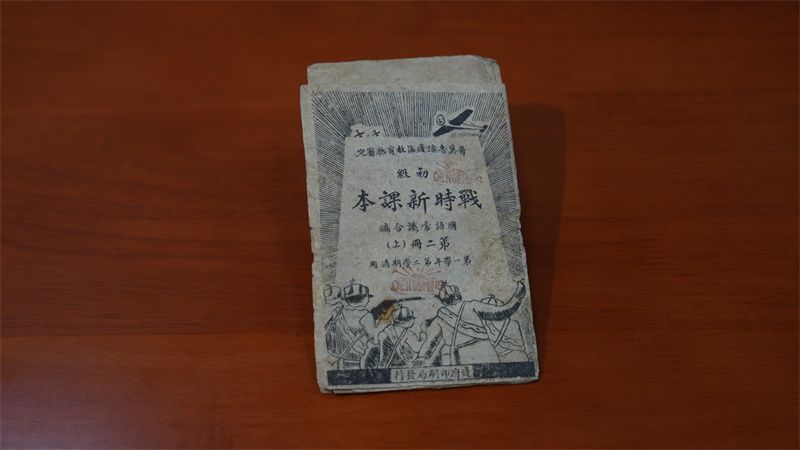 晉冀魯豫邊區教育廳審定
初級
戰時新課本
國語常識合編
第二冊(上)
第一學年第二學期適用
邊府印刷局發行